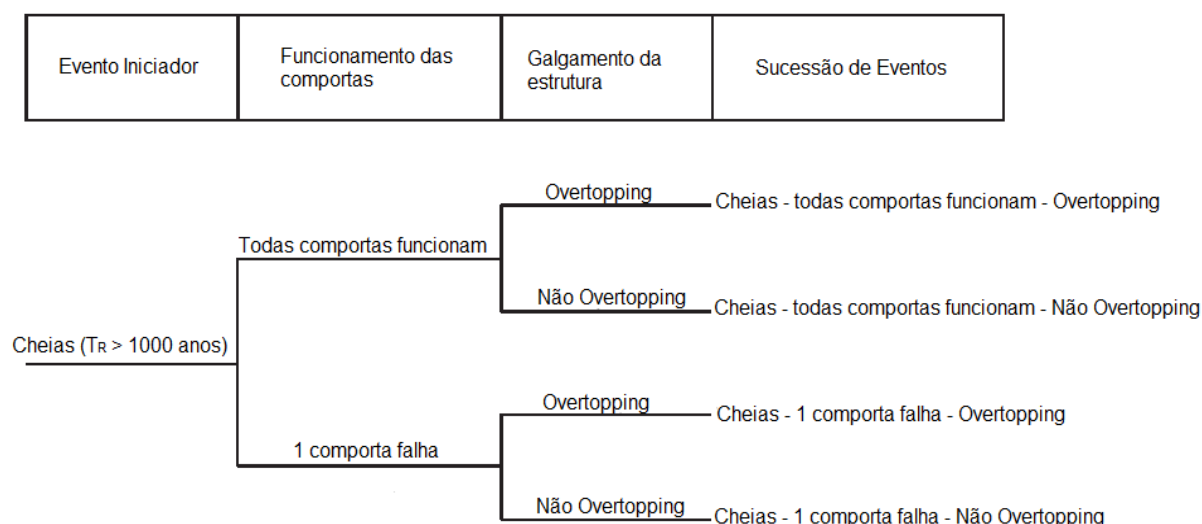 Evento Iniciador
Funcionamento das
comportas
Galgamento da
estrutura
Sucessão de Eventos
Overtopping
Cheias - todas comportas funcionam - Overtopping
Todas comportas funcionam
Não Overtopping
Cheias - todas comportas funcionam - Não Overtopping
Cheias (TR > 1000 anos)
Overtopping
Cheias - 1 comporta falha - Overtopping
1 comporta falha
Não Overtopping
Cheias - 1 comporta falha - Não Overtopping